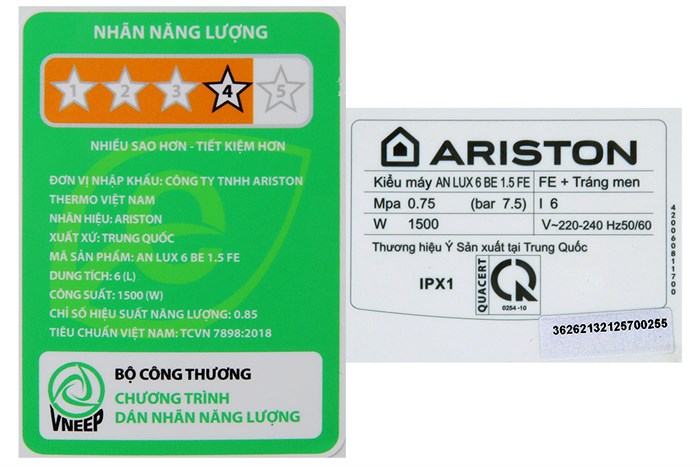 NHÃN NĂNG LƯỢNG
1 2 3 4 5
NHIỀU SAO HƠN - TIẾT KIỆM HƠN
ĐƠN VỊ NHẬP KHẨU: CÔNG TY TNHH ARISTON
THERMO VIỆT NAM
NHÃN HIỆU: ARISTON
XUẤT XỨ: TRUNG QUỐC
MÃ SẢN PHẨM: AN LUX 6 BE 1.5 FE
DUNG TÍCH: 6 (L)
CÔNG SUẤT: 1500 (W)
CHỈ SỐ HIỆU SUẤT NĂNG LƯỢNG: 0.85
TIÊU CHUẨN VIỆT NAM: TCVN 7898:2018
VNEEP
BỘ CÔNG THƯƠNG
CHƯƠNG TRÌNH
DÁN NHÃN NĂNG LƯỢNG
ARISTON
Kiểu máy AN LUX 6 BE 1.5 FE FE + Tráng men
Mpa 0.75 (bar 7.5) l 6
W 1500 V~220-240 Hz50/60
Thương hiệu Ý Sản xuất tại Trung Quốc
IPX1
QUACERT
0254 -10
420060811700
36262132125700255